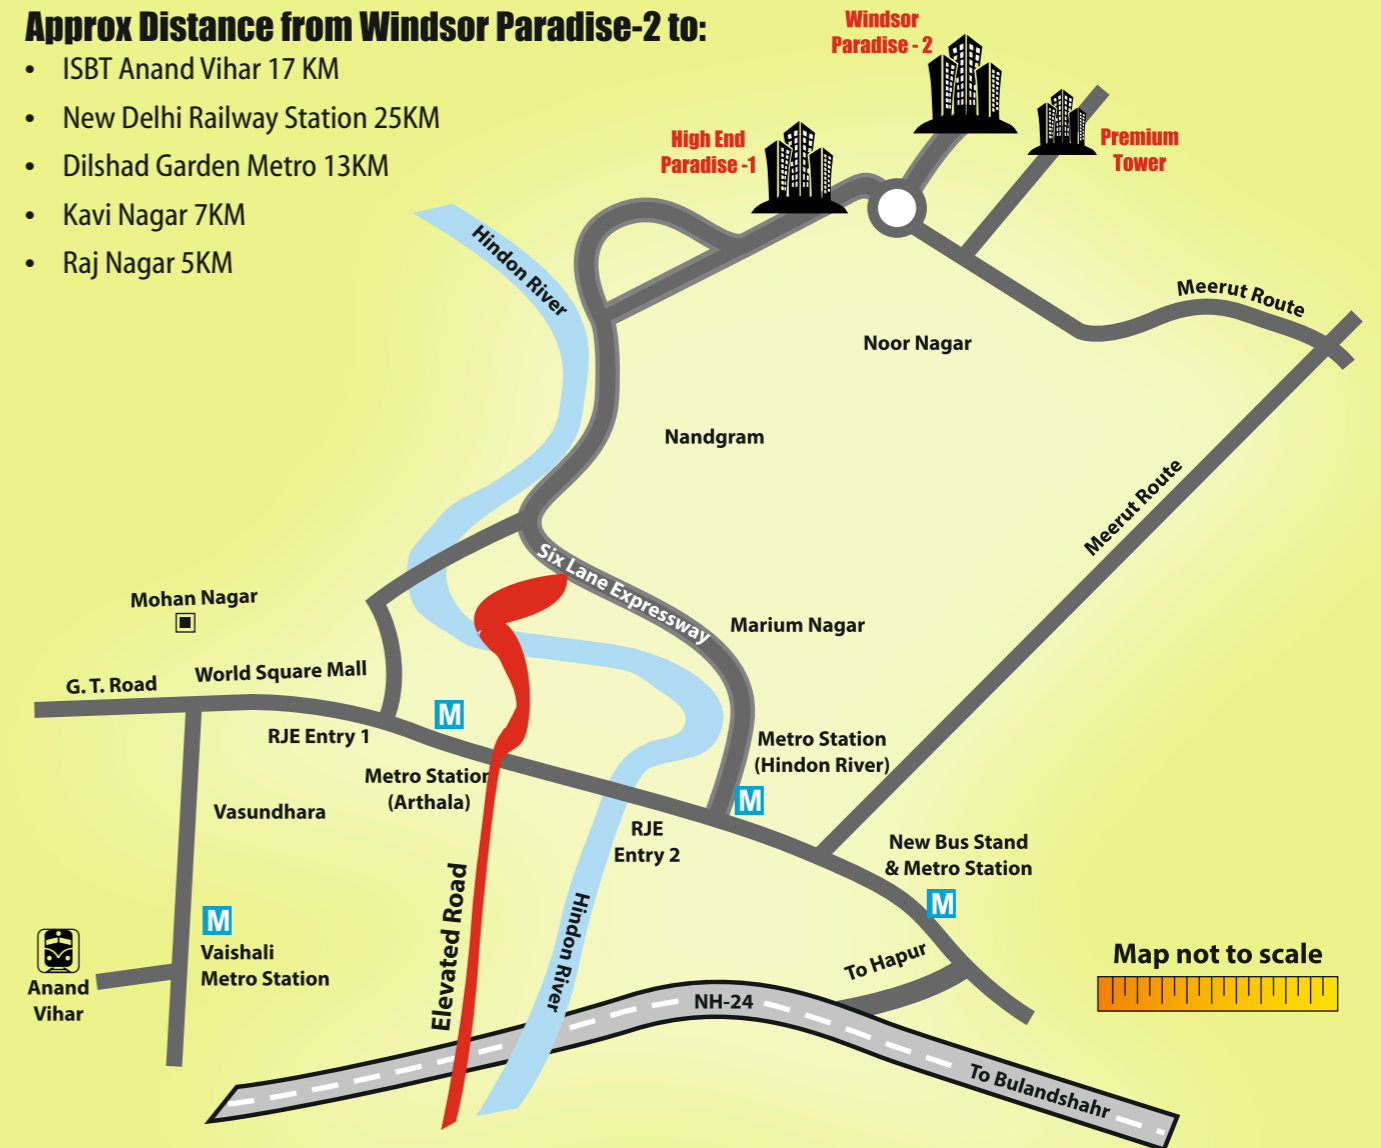 Approx Distance from Windsor Paradise-2 to:
• ISBT Anand Vihar 17 KM
• New Delhi Railway Station 25KM
• Dilshad Garden Metro 13KM
• Kavi Nagar 7KM
• Raj Nagar 5KM
Windsor
Paradise - 2
High End
Paradise -1
Premium
Tower
Hindon River
Meerut Route
Noor Nagar
Nandgram
Meerut Route
Six Lane Expressway
Mohan Nagar
Marium Nagar
World Square Mall
G. T. Road
M
RJE Entry 1
Metro Station
(Hindon River)
M
Metro Station
(Arthala)
Vasundhara
RJE
Entry 2
New Bus Stand
& Metro Station
M
Elevated Road
Hindon River
M
Vaishali
Metro Station
Anand
Vihar
To Hapur
NH-24
Map not to scale
To Bulandshahr